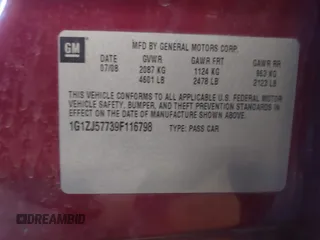 GM
MFD BY GENERAL MOTORS CORP.
DATE GVWR GAWR FRT GAWR RR
07/08 2087 KG 1124 KG 963 KG
4601 LB 2478 LB 2123 LB
THIS VEHICLE CONFORMS TO ALL APPLICABLE U.S. FEDERAL MOTOR
VEHICLE SAFETY, BUMPER, AND THEFT PREVENTION STANDARDS IN
EFFECT ON THE DATE OF MANUFACTURE SHOWN ABOVE.
1G1ZJ57739F116798 TYPE: PASS CAR
DREAMBID